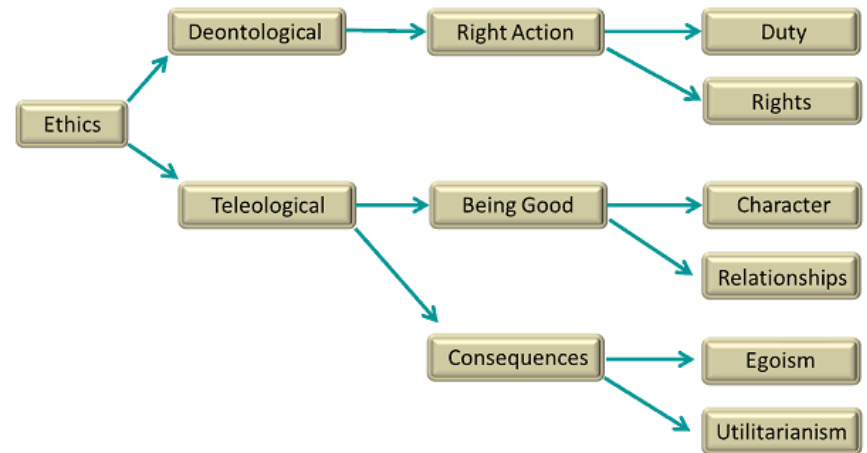 Deontological
Right Action
Duty
Rights
Ethics
Teleological
Being Good
Character
Relationships
Consequences
Egoism
Utilitarianism